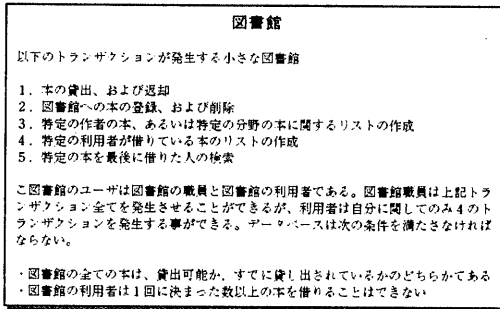 図書館
以下のトランザクションが発生する小さな図書館
1．本の貸出、および返却
2．図書館への本の登録、および削除
3．特定の作者の本、あるいは特定の分野の本に関するリストの作成
4．特定の利用者が借りている本のリストの作成
5．特定の本を最後に借りた人の検索
こ図書館のユーザは図書館の職員と図書館の利用者である。図書館職員は上記トラ
ンザクション全てを発生させることができるが、利用者は自分に関してのみ4のト
ランザクションを発生する事ができる。データベースは次の条件を満たさなければ
ならない。
・図書館の全ての本は、貸出可能か、すでに貸し出されているかのどちらかである
・図書館の利用者は1回に決まった数以上の本を借りることはできない